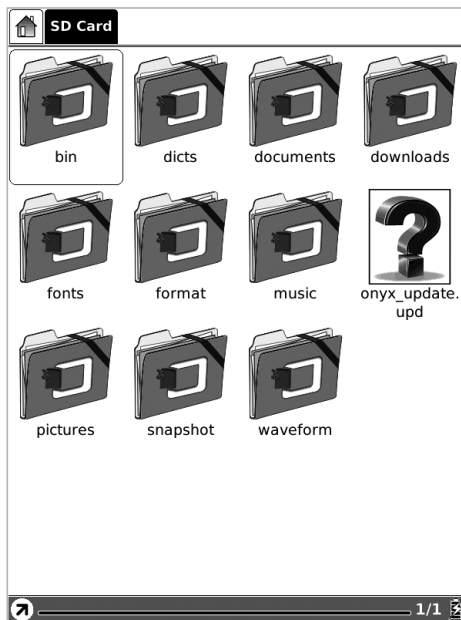 SD Card
bin dicts documents downloads
fonts format music onyx_update.
upd
pictures snapshot waveform
1/1